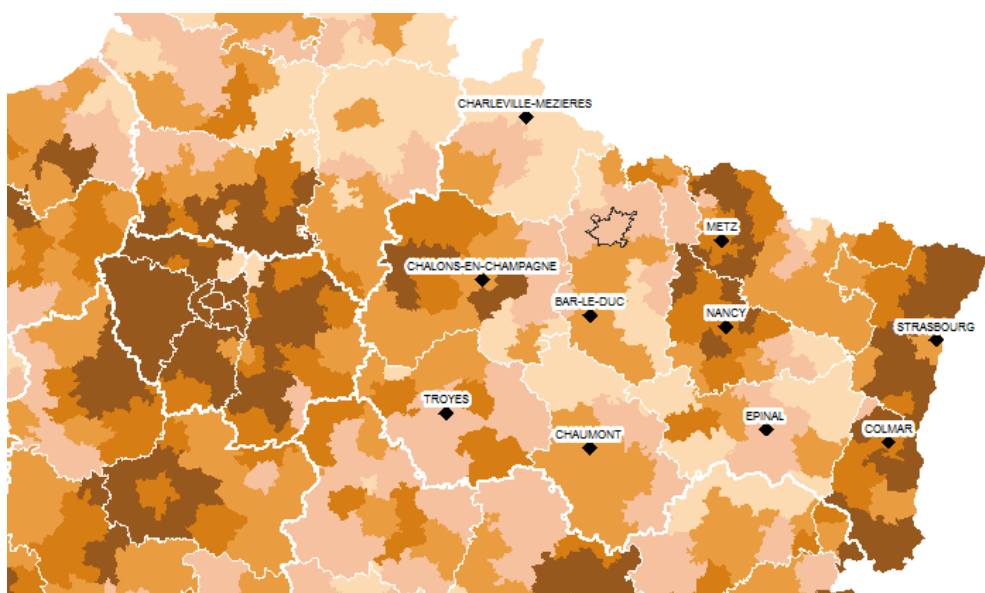 CHARLEVILLE-MEZIERES
METZ
CHALONS-EN-CHAMPAGNE
BAR-LE-DUC
NANCY
STRASBOURG
TROYES
EPINAL
COLMAR
CHAUMONT